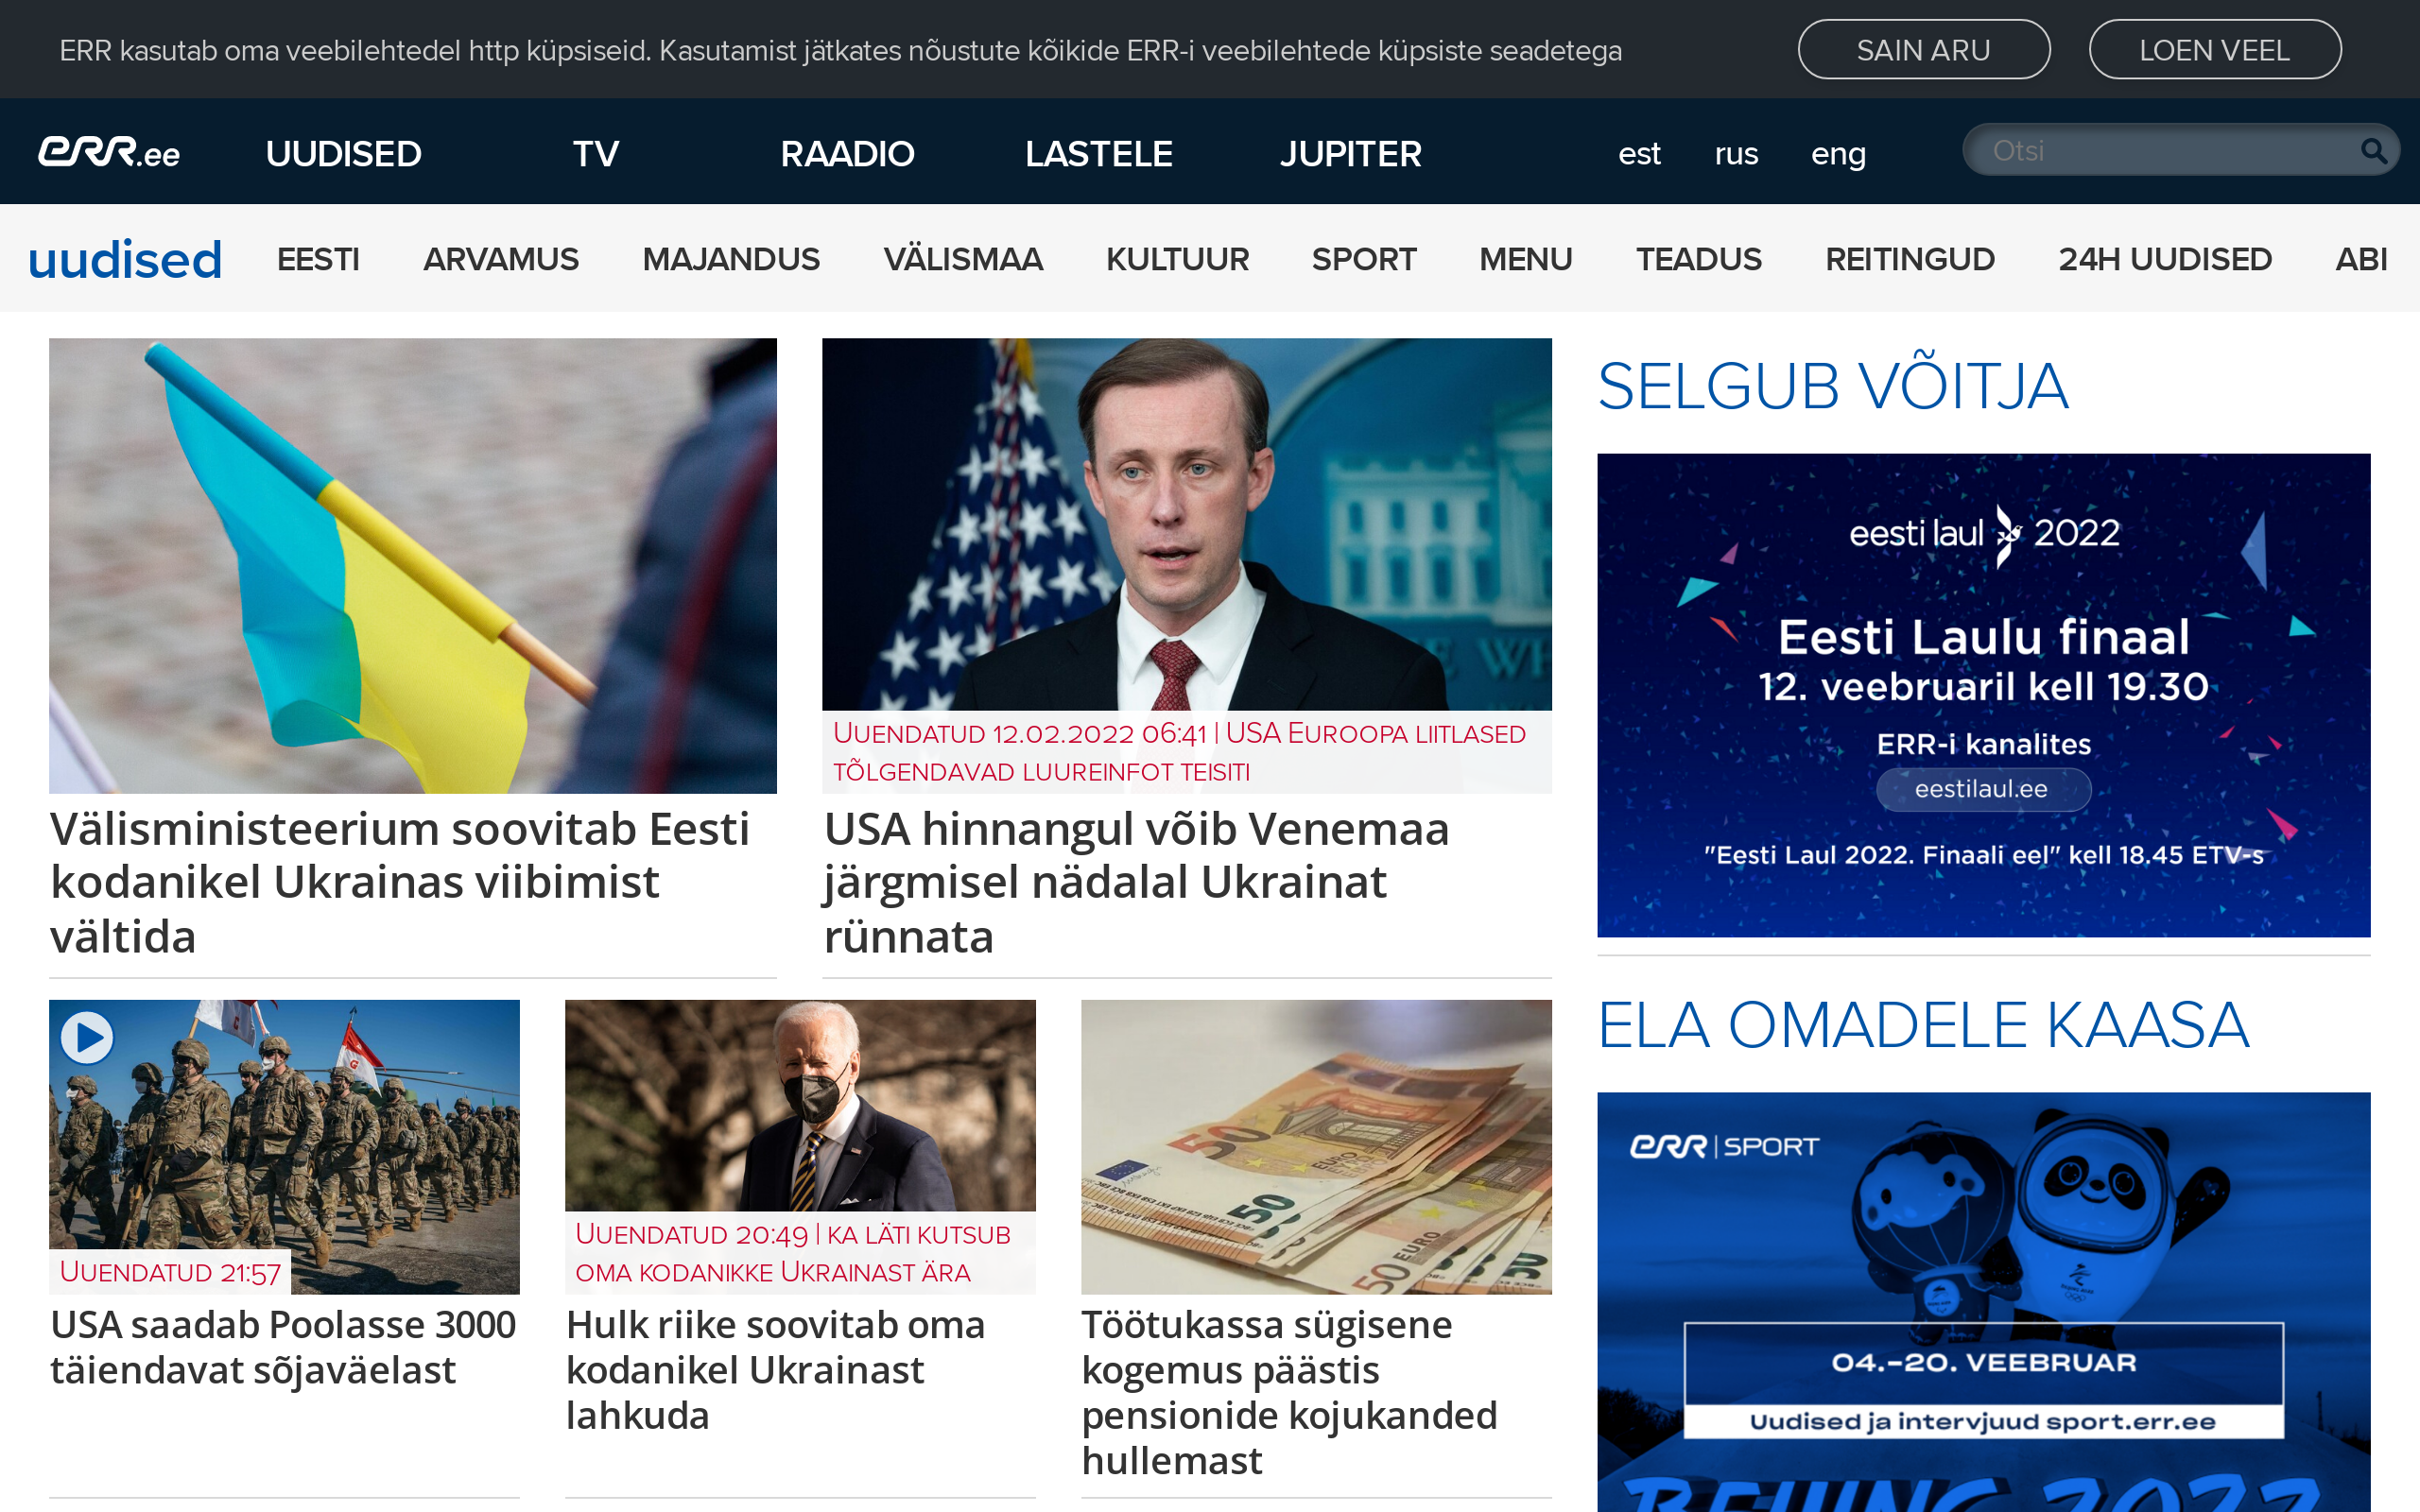 ERR kasutab oma veebilehtedel http küpsiseid. Kasutamist jätkates nõustute kõikide ERR-i veebilehtede küpsiste seadetega
SAIN ARU
LOEN VEEL
err.ee
UUDISED
TV
RAADIO
LASTELE
JUPITER
est
rus
eng
Otsi
uudised
EESTI
ARVAMUS
MAJANDUS
VÄLISMAA
KULTUUR
SPORT
MENU
TEADUS
REITINGUD
24H UUDISED
ABI
Uuendatud 12.02.2022 06:41 | USA Euroopa liitlased
tõlgendavad luureinfot teisiti
Välisministeerium soovitab Eesti
kodanikel Ukrainas viibimist
vältida
USA hinnangul võib Venemaa
järgmisel nädalal Ukrainat
rünnata
SELGUB VÕITJA
eesti laul 2022
Eesti Laulu finaal
12. veebruaril kell 19.30
ERR-i kanalites
eestilaul.ee
"Eesti Laul 2022. Finaali eel" kell 18.45 ETV-s
Uuendatud 21:57
USA saadab Poolasse 3000
täiendavat sõjaväelast
Uuendatud 20:49 | ka Läti kutsub
oma kodanikke Ukrainast ära
Hulk riike soovitab oma
kodanikel Ukrainast
lahkuda
50 EURO
50
50 EURO
50
Töötukassa sügisene
kogemus päästis
pensionide kojukanded
hullemast
ELA OMADELE KAASA
err | SPORT
04.–20. VEEBRUAR
Uudised ja intervjuud sport.err.ee
BEIJING 2022